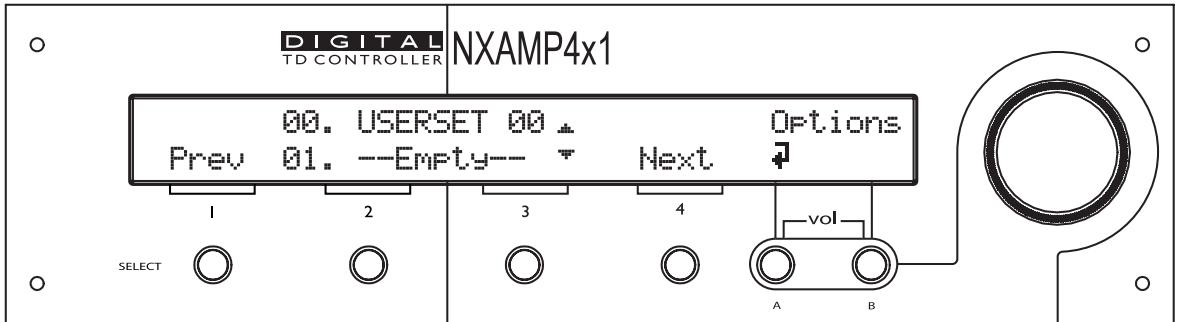 DIGITAL
TD CONTROLLER
NXAMP4x1
00. USERSET 00 Options
Prev 01. --Empty-- Next
1 2 3 4
vol
SELECT
A B